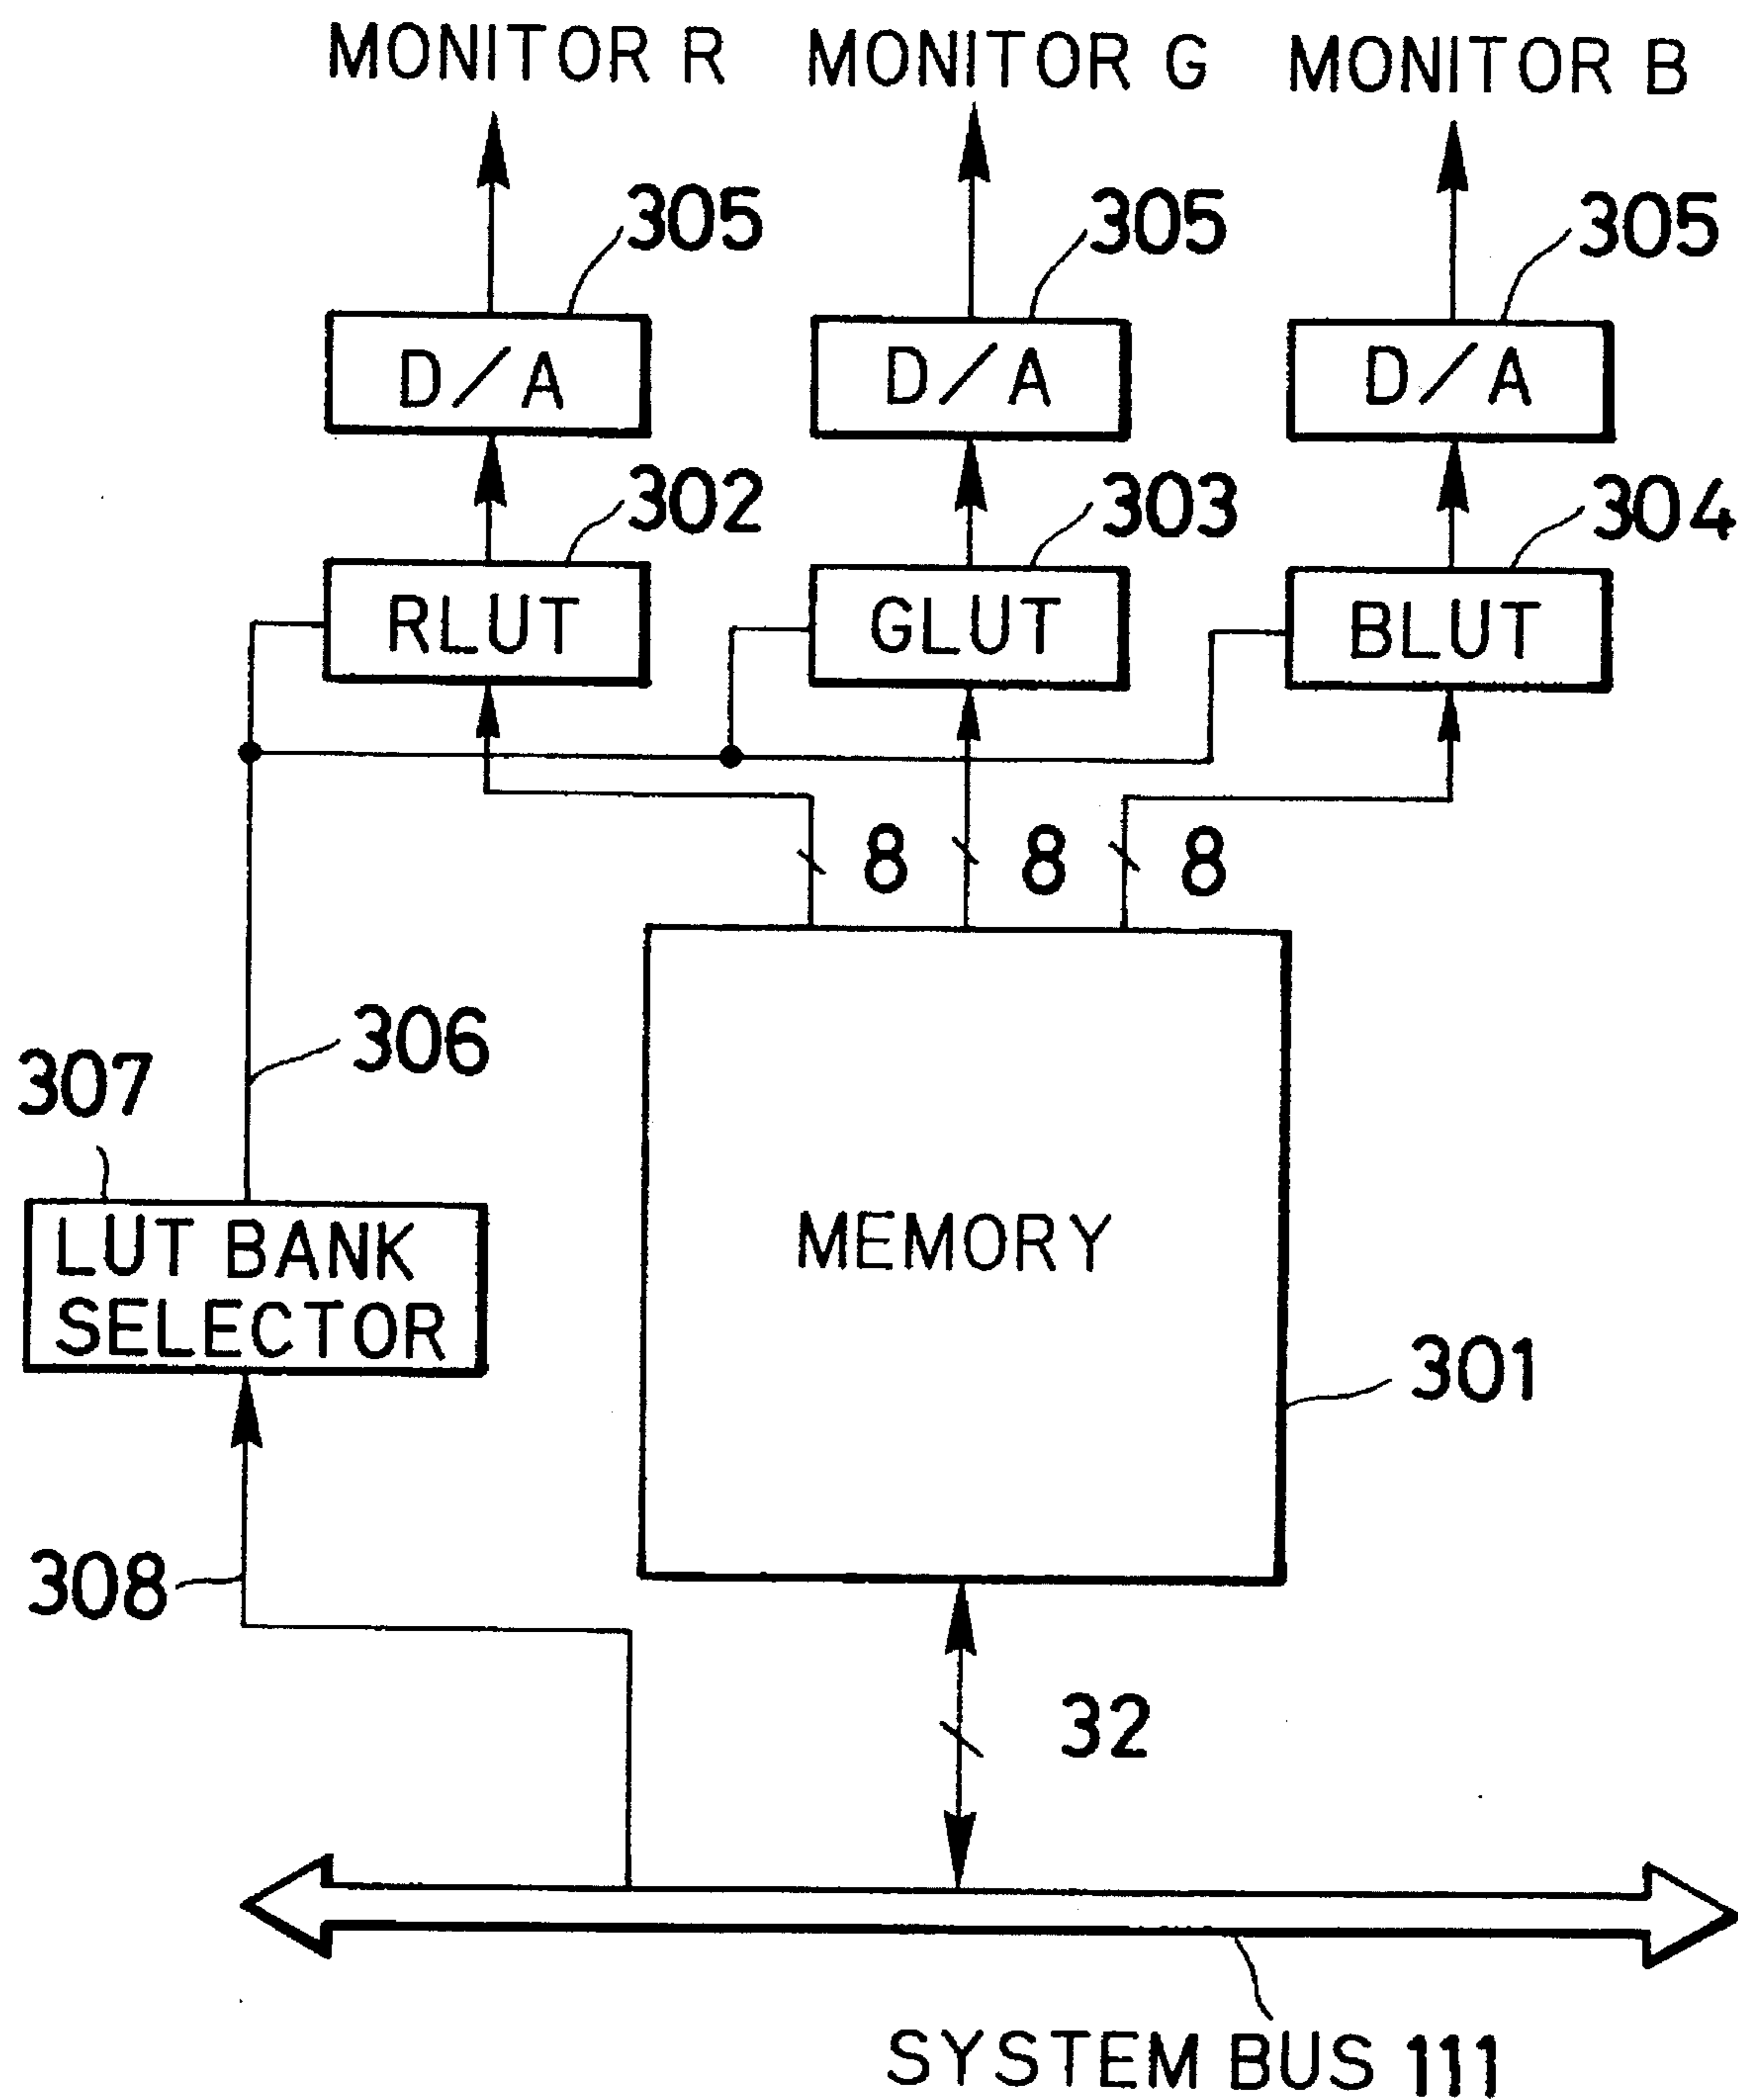 MONITOR R MONITOR G MONITOR B
305 305 305
D/A D/A D/A
302 303 304
RLUT GLUT BLUT
8 8 8
306
307
LUT BANK
SELECTOR
MEMORY
301
308
32
SYSTEM BUS 111